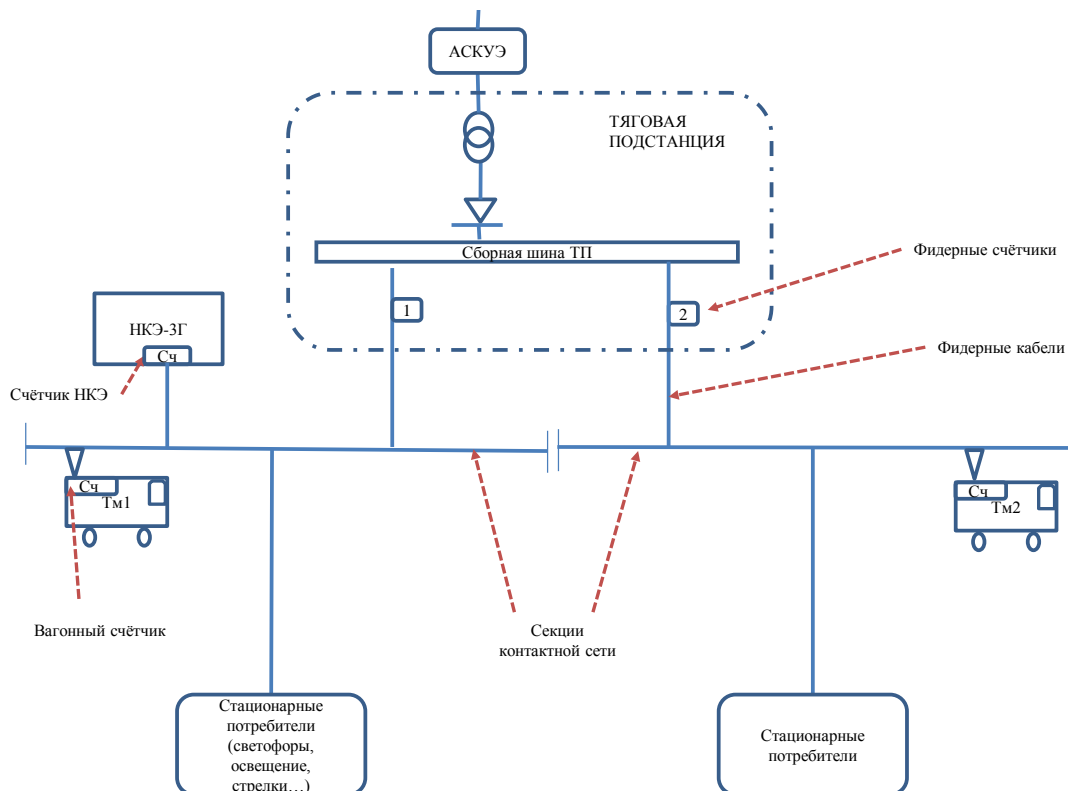 АСКУЭ
ТЯГОВАЯ
ПОДСТАНЦИЯ
Сборная шина ТП
Фидерные счётчики
1
2
НКЭ-3Г
Сч
Фидерные кабели
Счётчик НКЭ
Сч
Тм1
Сч
Тм2
Вагонный счётчик
Секции
контактной сети
Стационарные
потребители
(светофоры,
освещение,
стрелки…)
Стационарные
потребители